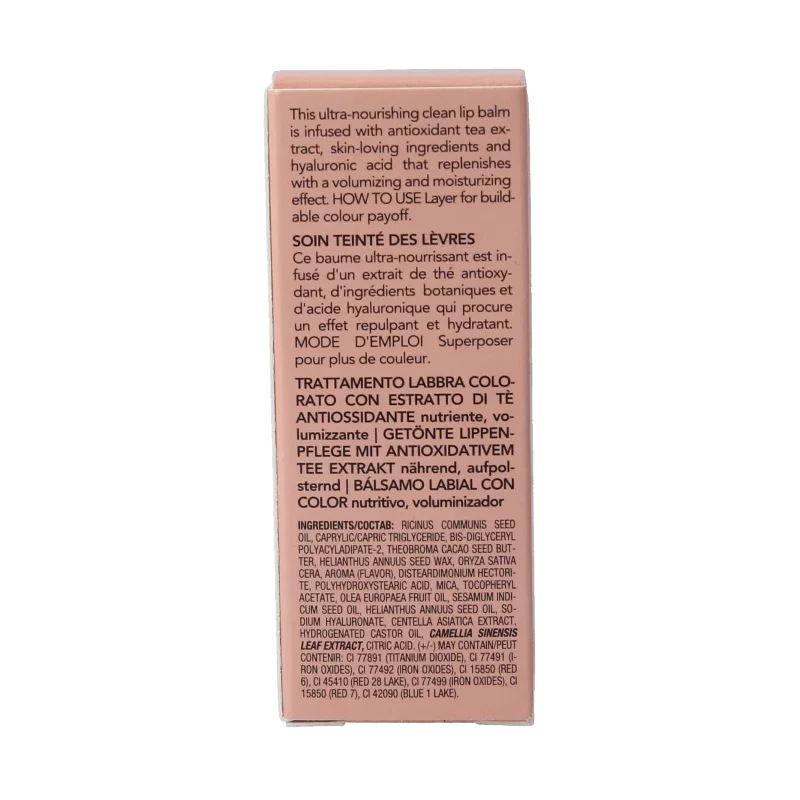 This ultra-nourishing clean lip balm
is infused with antioxidant tea ex-
tract, skin-loving ingredients and
hyaluronic acid that replenishes
with a volumizing and moisturizing
effect. HOW TO USE Layer for build-
able colour payoff.
SOIN TEINTÉ DES LÈVRES
Ce baume ultra-nourrissant est in-
fusé d'un extrait de thé antioxy-
dant, d'ingrédients botaniques et
d'acide hyaluronique qui procure
un effet repulpant et hydratant.
MODE D'EMPLOI Superposer
pour plus de couleur.
TRATTAMENTO LABBRA COLO-
RATO CON ESTRATTO DI TÈ
ANTIOSSIDANTE nutriente, vo-
lumizzante | GETÖNTE LIPPEN-
PFLEGE MIT ANTIOXIDATIVEM
TEE EXTRAKT nährend, aufpol-
sternd | BÁLSAMO LABIAL CON
COLOR nutritivo, voluminizador
INGREDIENTS/COCTAB: RICINUS COMMUNIS SEED
OIL, CAPRYLIC/CAPRIC TRIGLYCERIDE, BIS-DIGLYCERYL
POLYACYLADIPATE-2, THEOBROMA CACAO SEED BUT-
TER, HELIANTHUS ANNUUS SEED WAX, ORYZA SATIVA
CERA, AROMA (FLAVOR), DISTEARDIMONIUM HECTORI-
TE, POLYHYDROXYSTEARIC ACID, MICA, TOCOPHERYL
ACETATE, OLEA EUROPAEA FRUIT OIL, SESAMUM INDI-
CUM SEED OIL, HELIANTHUS ANNUUS SEED OIL, SO-
DIUM HYALURONATE, CENTELLA ASIATICA EXTRACT,
HYDROGENATED CASTOR OIL, CAMELLIA SINENSIS
LEAF EXTRACT, CITRIC ACID. (+/-) MAY CONTAIN/PEUT
CONTENIR: CI 77891 (TITANIUM DIOXIDE), CI 77491 (I-
RON OXIDES), CI 77492 (IRON OXIDES), CI 15850 (RED
6), CI 45410 (RED 28 LAKE), CI 77499 (IRON OXIDES), CI
15850 (RED 7), CI 42090 (BLUE 1 LAKE).